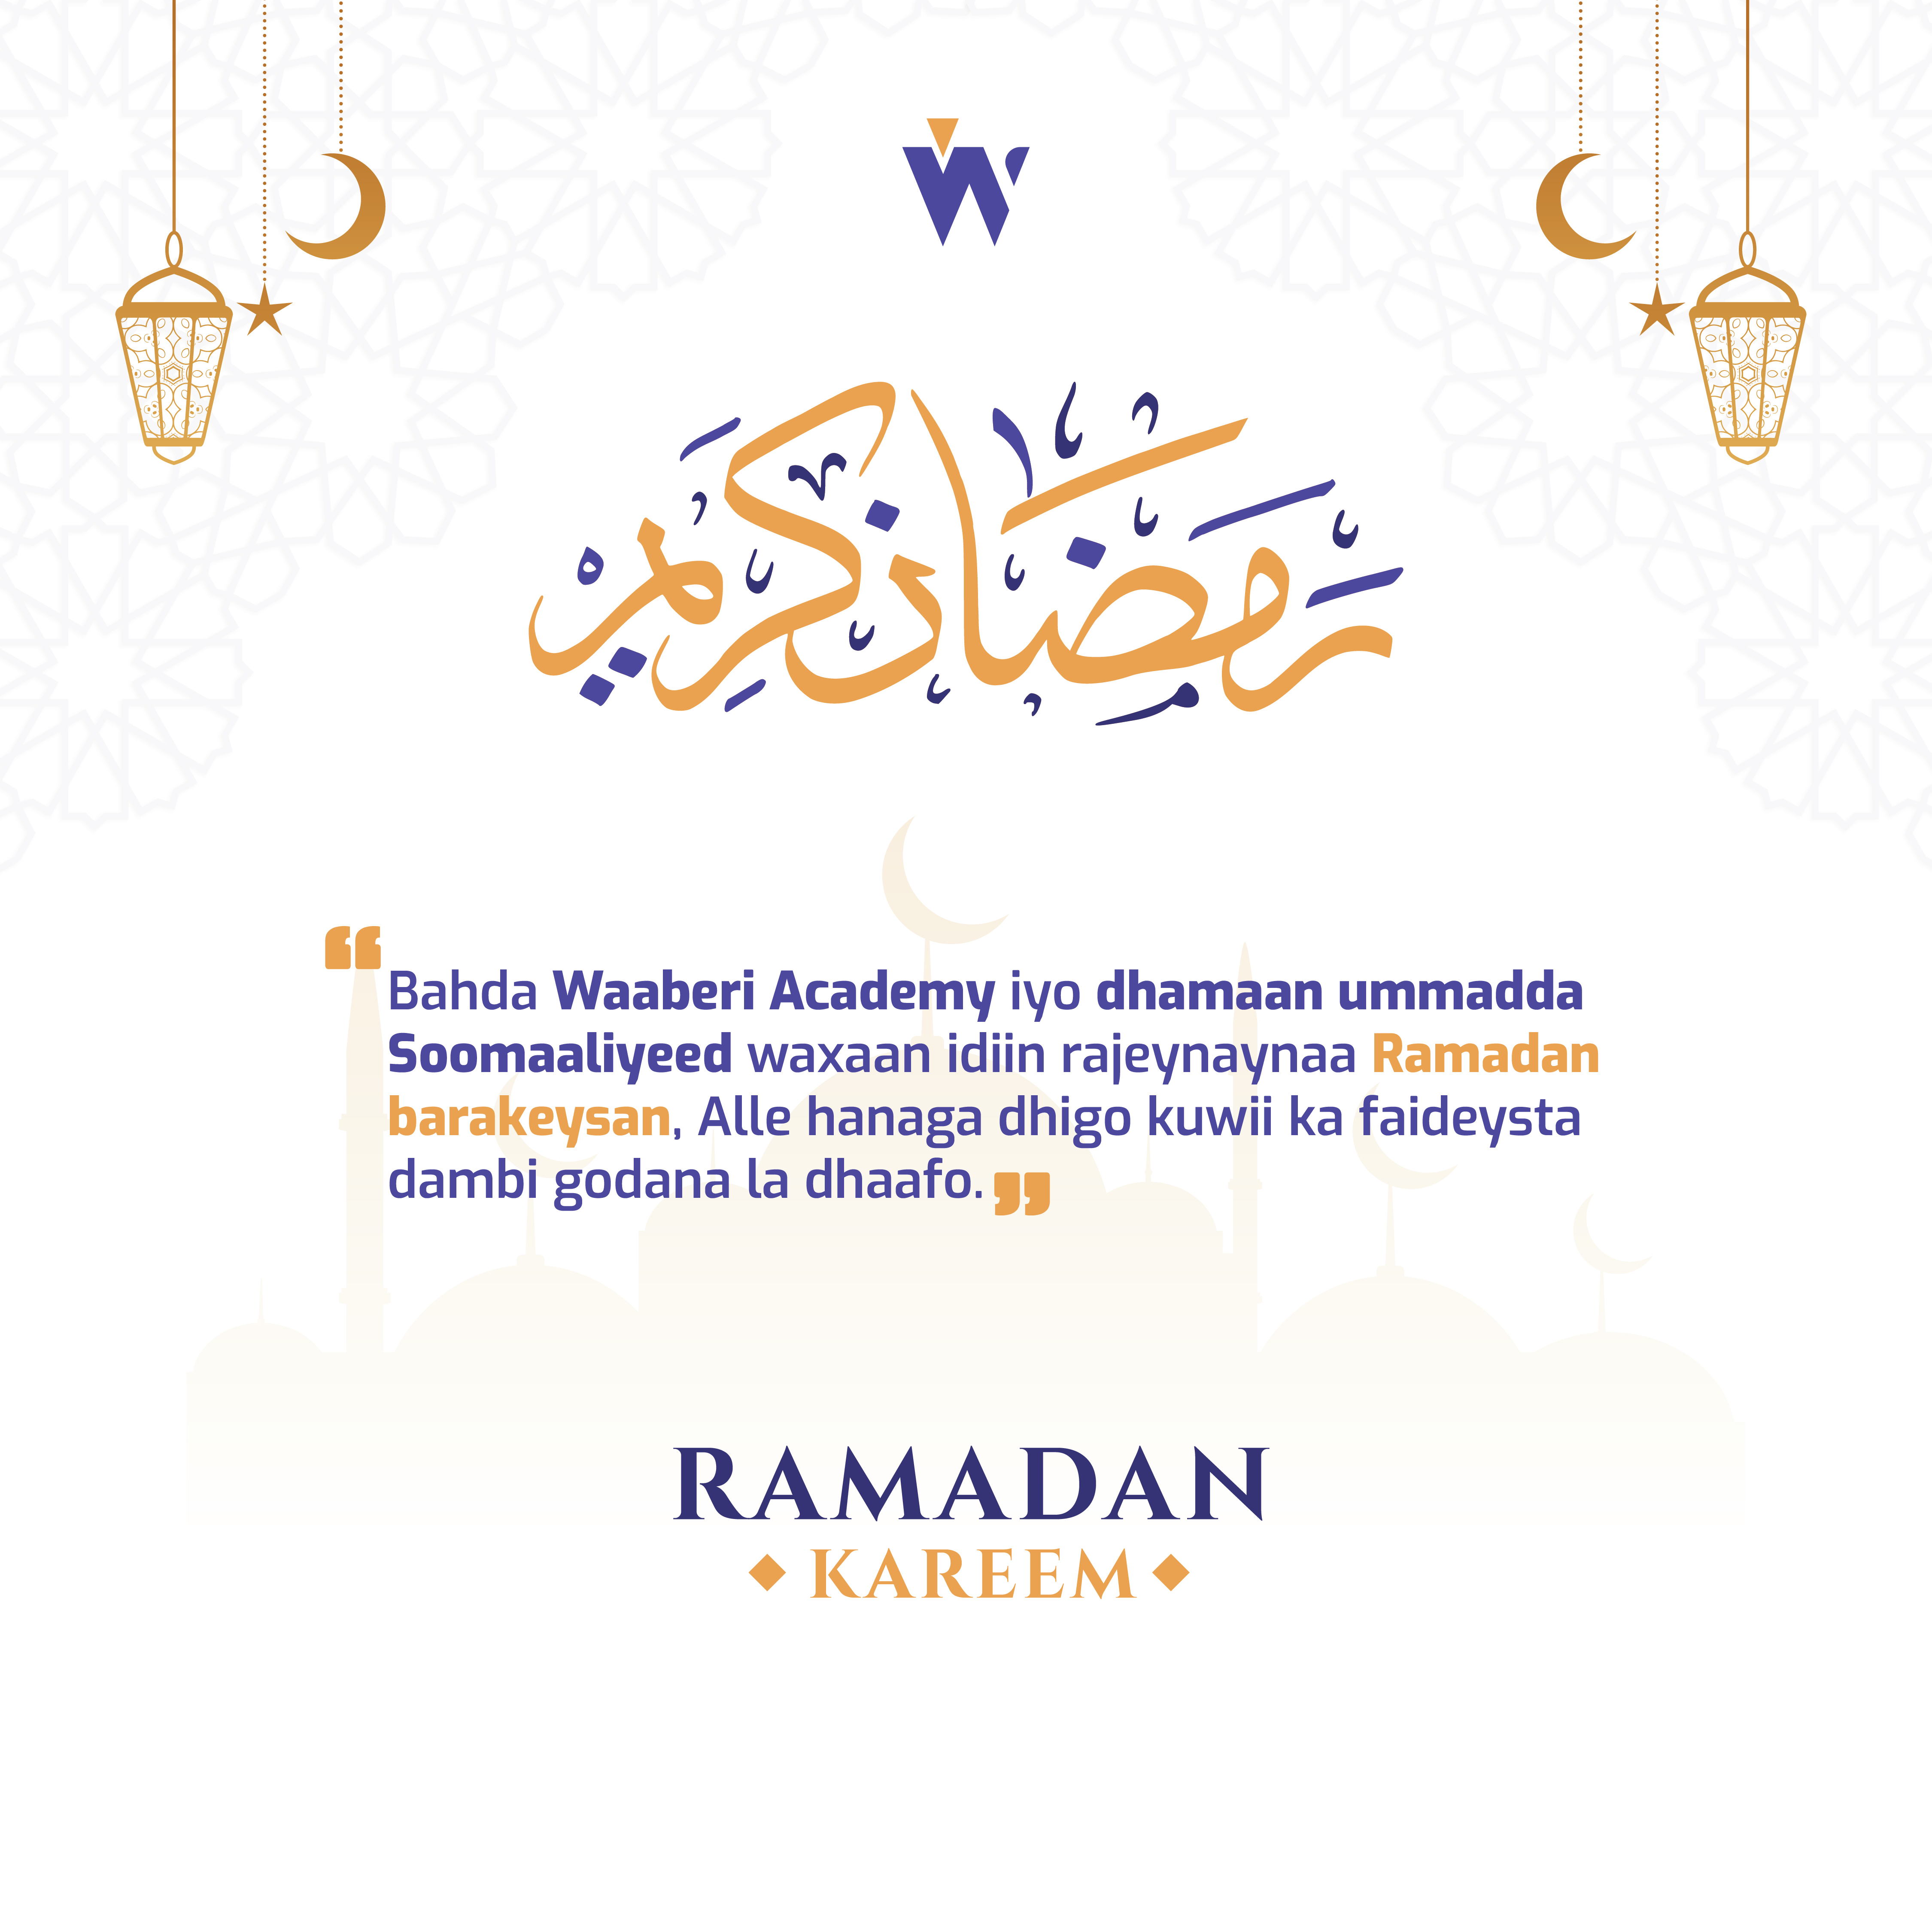 رمضان كريم
Bahda Waaberi Academy iyo dhamaan ummadda
Soomaaliyeed waxaan idiin rajeynaynaa Ramadan
barakeysan, Alle hanaga dhigo kuwii ka faideysta
dambi godana la dhaafo.
RAMADAN
KAREEM